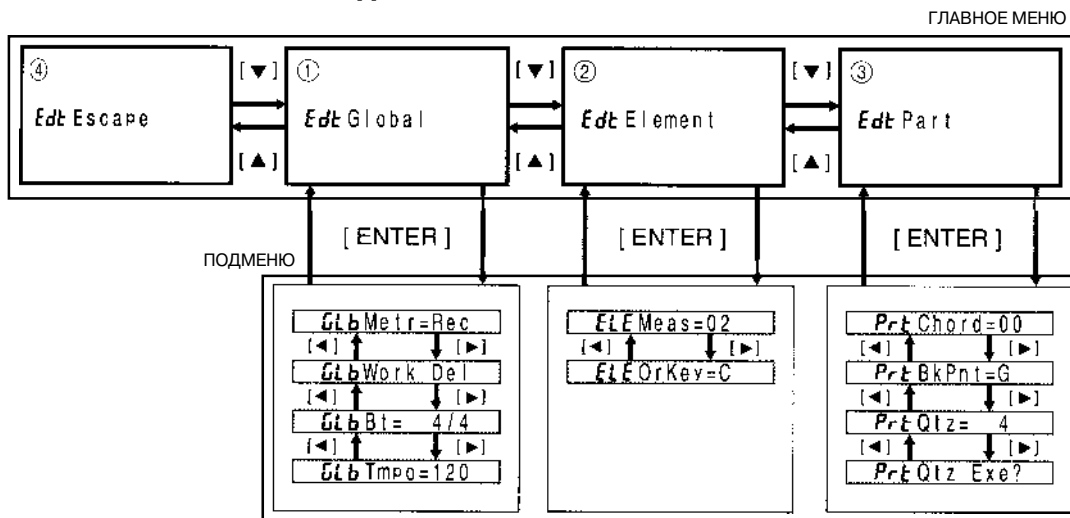 ГЛАВНОЕ МЕНЮ
④ [▼] ① [▼] ② [▼] ③
Edt Escape Edt Global Edt Element Edt Part
[▲] [▲] [▲]
[ ENTER ] [ ENTER ] [ ENTER ]
ПОДМЕНЮ
GLb Metr=Rec
[◄] [►]
GLb Work Del
[◄] [►]
GLb Bt= 4/4
[◄] [►]
GLb Tmpo=120
ELE Meas=02
[◄] [►]
ELE OrKey=C
Prt Chord=00
[◄] [►]
Prt BkPnt=G
[◄] [►]
Prt Qtz= 4
[◄] [►]
Prt Qtz Exe?